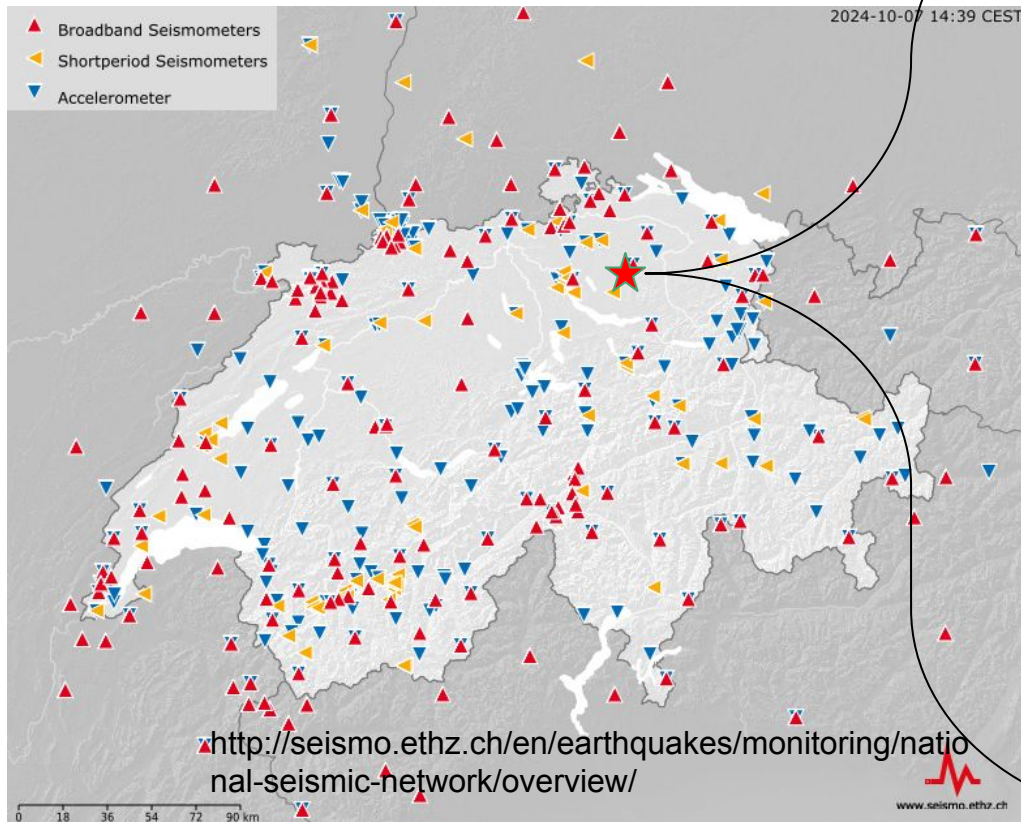 2024-10-07 14:39 CEST
Broadband Seismometers
Shortperiod Seismometers
Accelerometer
http://seismo.ethz.ch/en/earthquakes/monitoring/natio
nal-seismic-network/overview/
www.seismo.ethz.ch
0 18 36 54 72 90 km